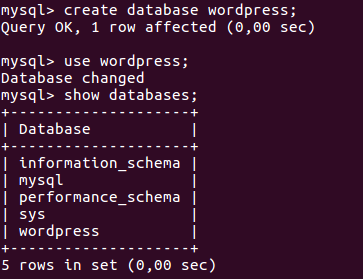 mysql> create database wordpress;
Query OK, 1 row affected (0,00 sec)

mysql> use wordpress;
Database changed
mysql> show databases;
+--------------------+
| Database           |
+--------------------+
| information_schema |
| mysql              |
| performance_schema |
| sys                |
| wordpress          |
+--------------------+
5 rows in set (0,00 sec)